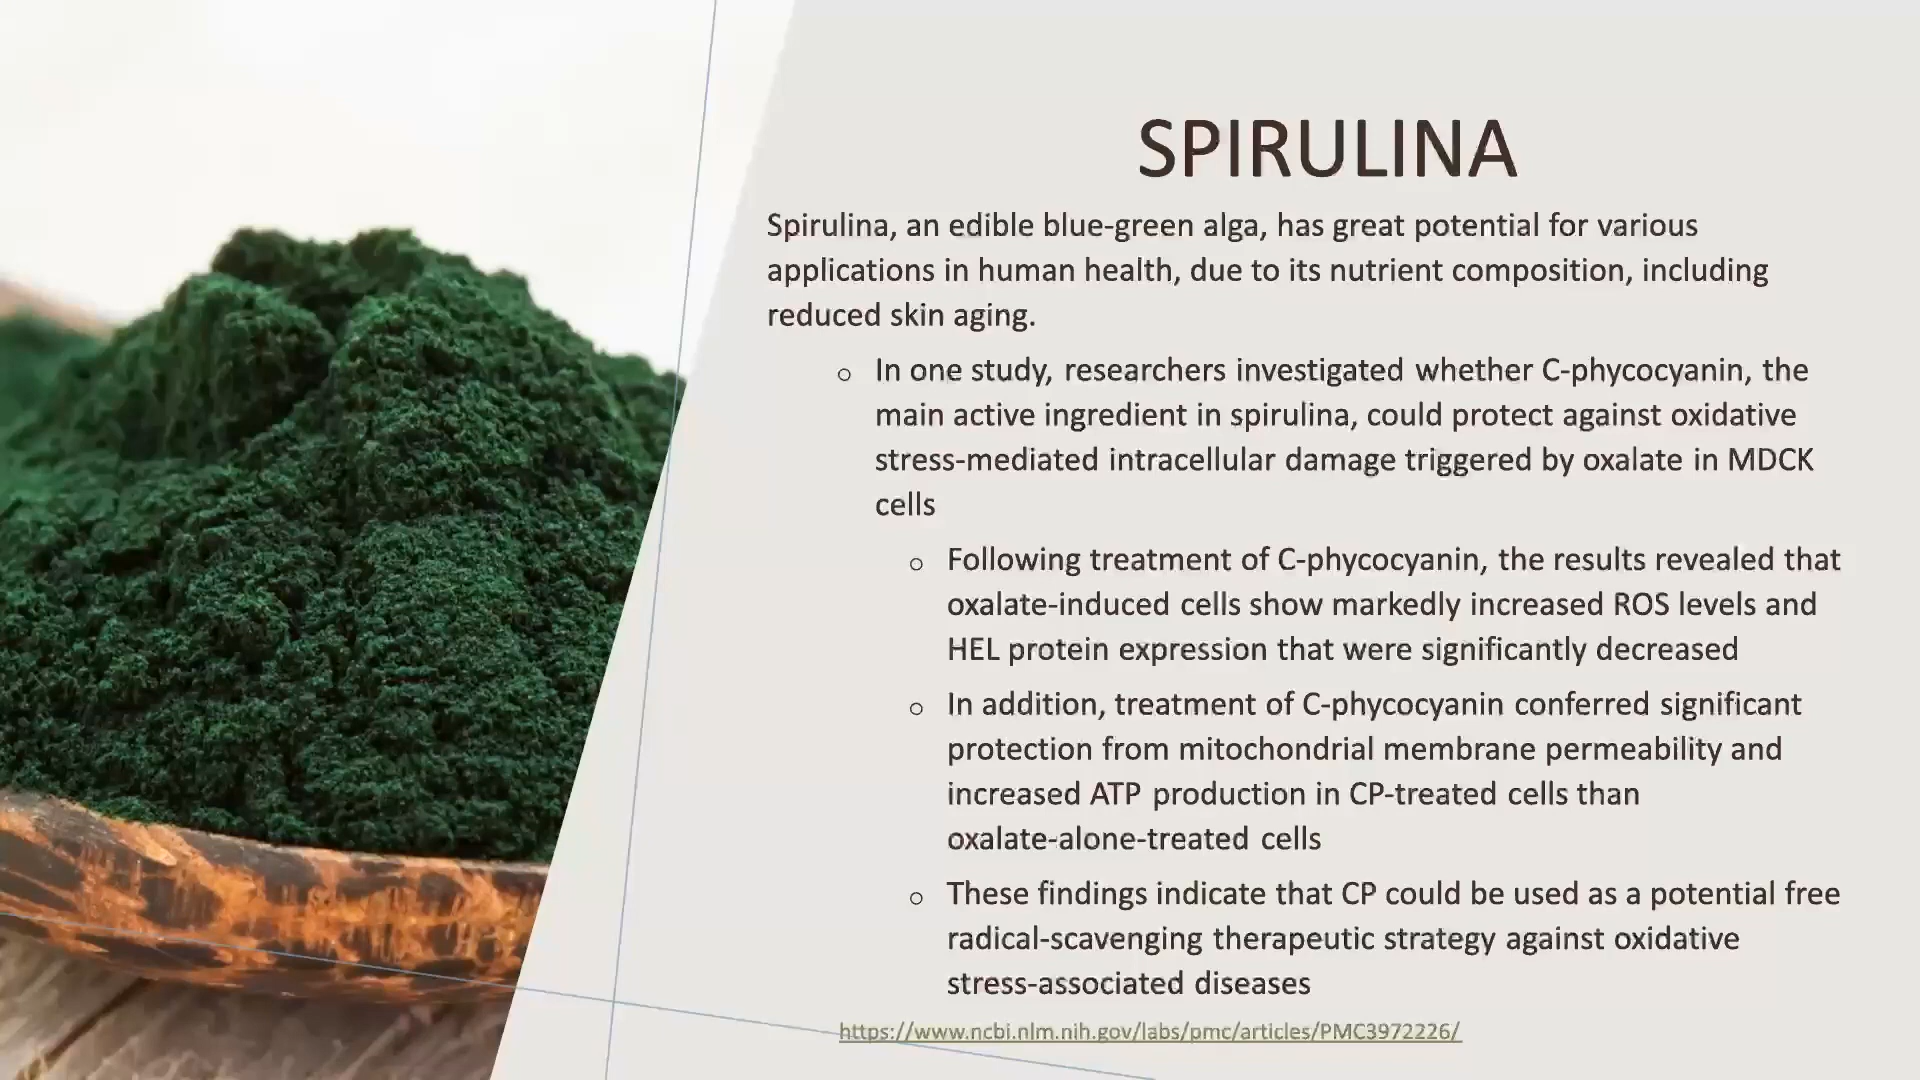 SPIRULINA
Spirulina, an edible blue-green alga, has great potential for various
applications in human health, due to its nutrient composition, including
reduced skin aging.
○ In one study, researchers investigated whether C-phycocyanin, the
main active ingredient in spirulina, could protect against oxidative
stress-mediated intracellular damage triggered by oxalate in MDCK
cells
○ Following treatment of C-phycocyanin, the results revealed that
oxalate-induced cells show markedly increased ROS levels and
HEL protein expression that were significantly decreased
○ In addition, treatment of C-phycocyanin conferred significant
protection from mitochondrial membrane permeability and
increased ATP production in CP-treated cells than
oxalate-alone-treated cells
○ These findings indicate that CP could be used as a potential free
radical-scavenging therapeutic strategy against oxidative
stress-associated diseases
https://www.ncbi.nlm.nih.gov/labs/pmc/articles/PMC3972226/